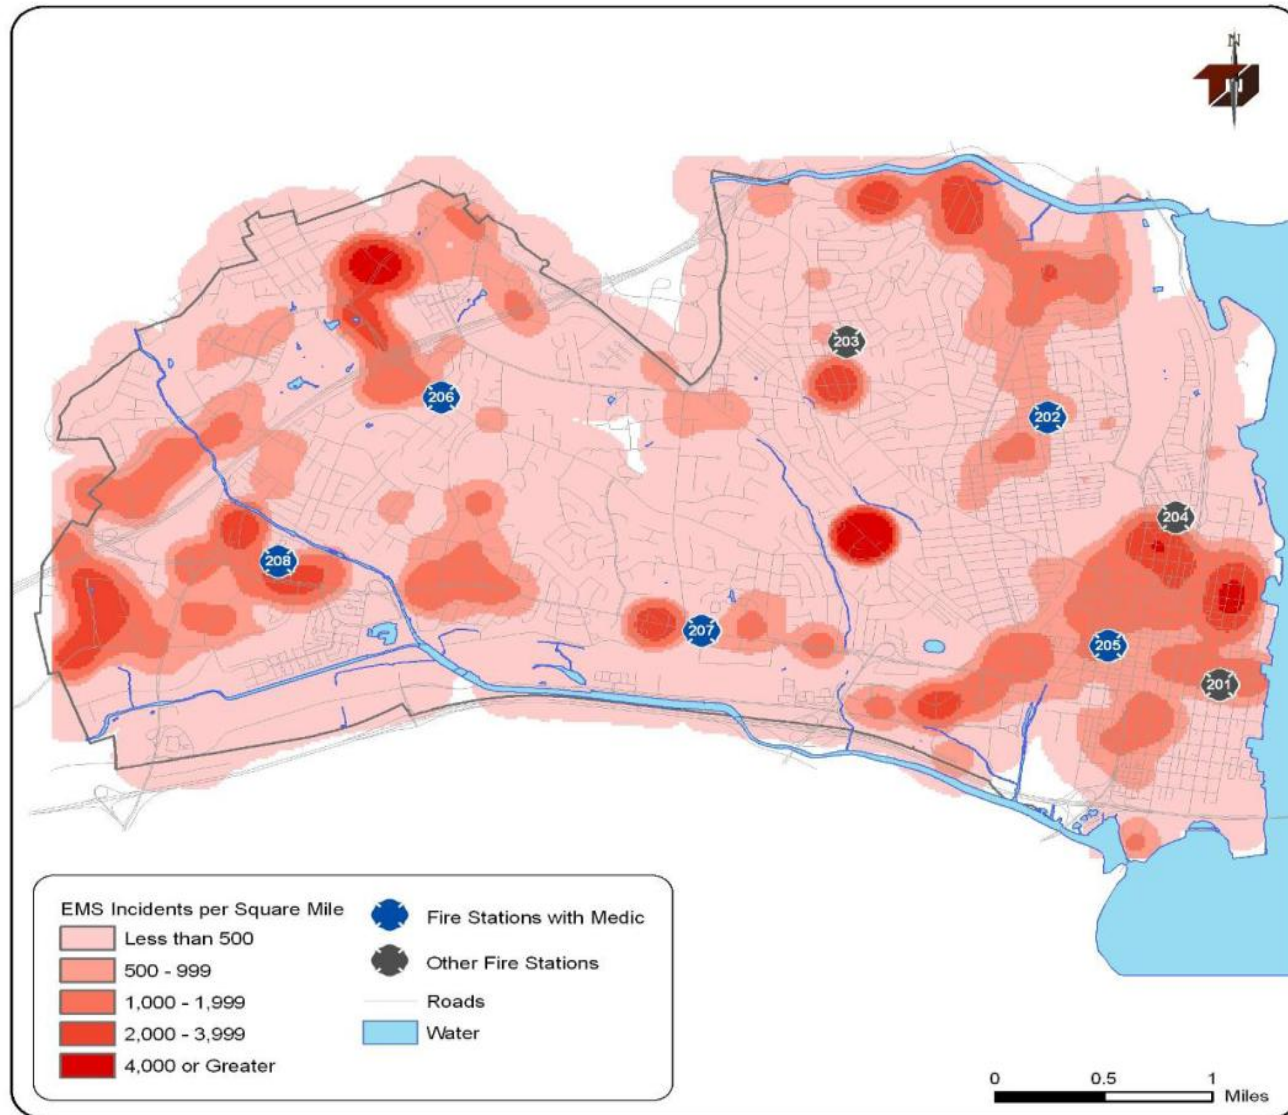 N
203
206
202
204
208
207
205
201
EMS Incidents per Square Mile
Less than 500
500 - 999
1,000 - 1,999
2,000 - 3,999
4,000 or Greater
Fire Stations with Medic
Other Fire Stations
Roads
Water
0 0.5 1
Miles